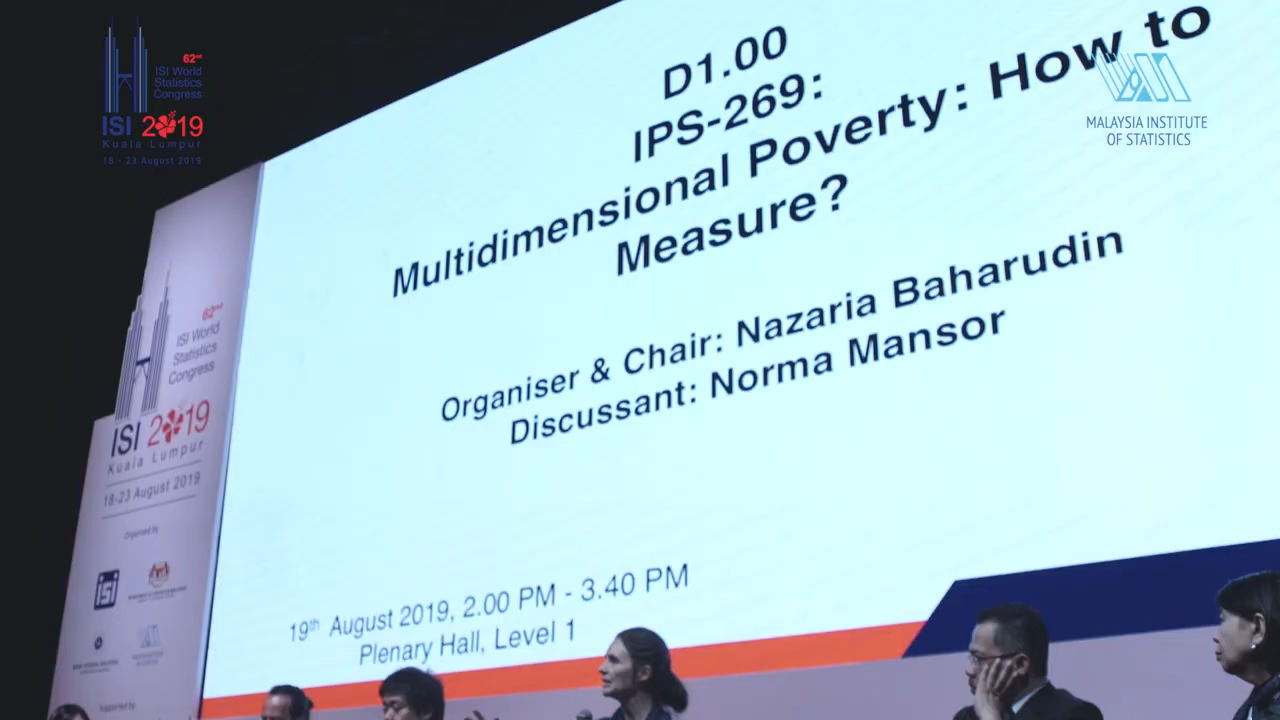 62nd
ISI World
Statistics
Congress
ISI 2019
Kuala Lumpur
18 - 23 August 2019
MALAYSIA INSTITUTE
OF STATISTICS
D1.00
IPS-269:
Multidimensional Poverty: How to
Measure?
Organiser & Chair: Nazaria Baharudin
Discussant: Norma Mansor
19th August 2019, 2.00 PM - 3.40 PM
Plenary Hall, Level 1
62nd
ISI World
Statistics
Congress
ISI 2019
Kuala Lumpur
18-23 August 2019
Organised by
isi
Supported by